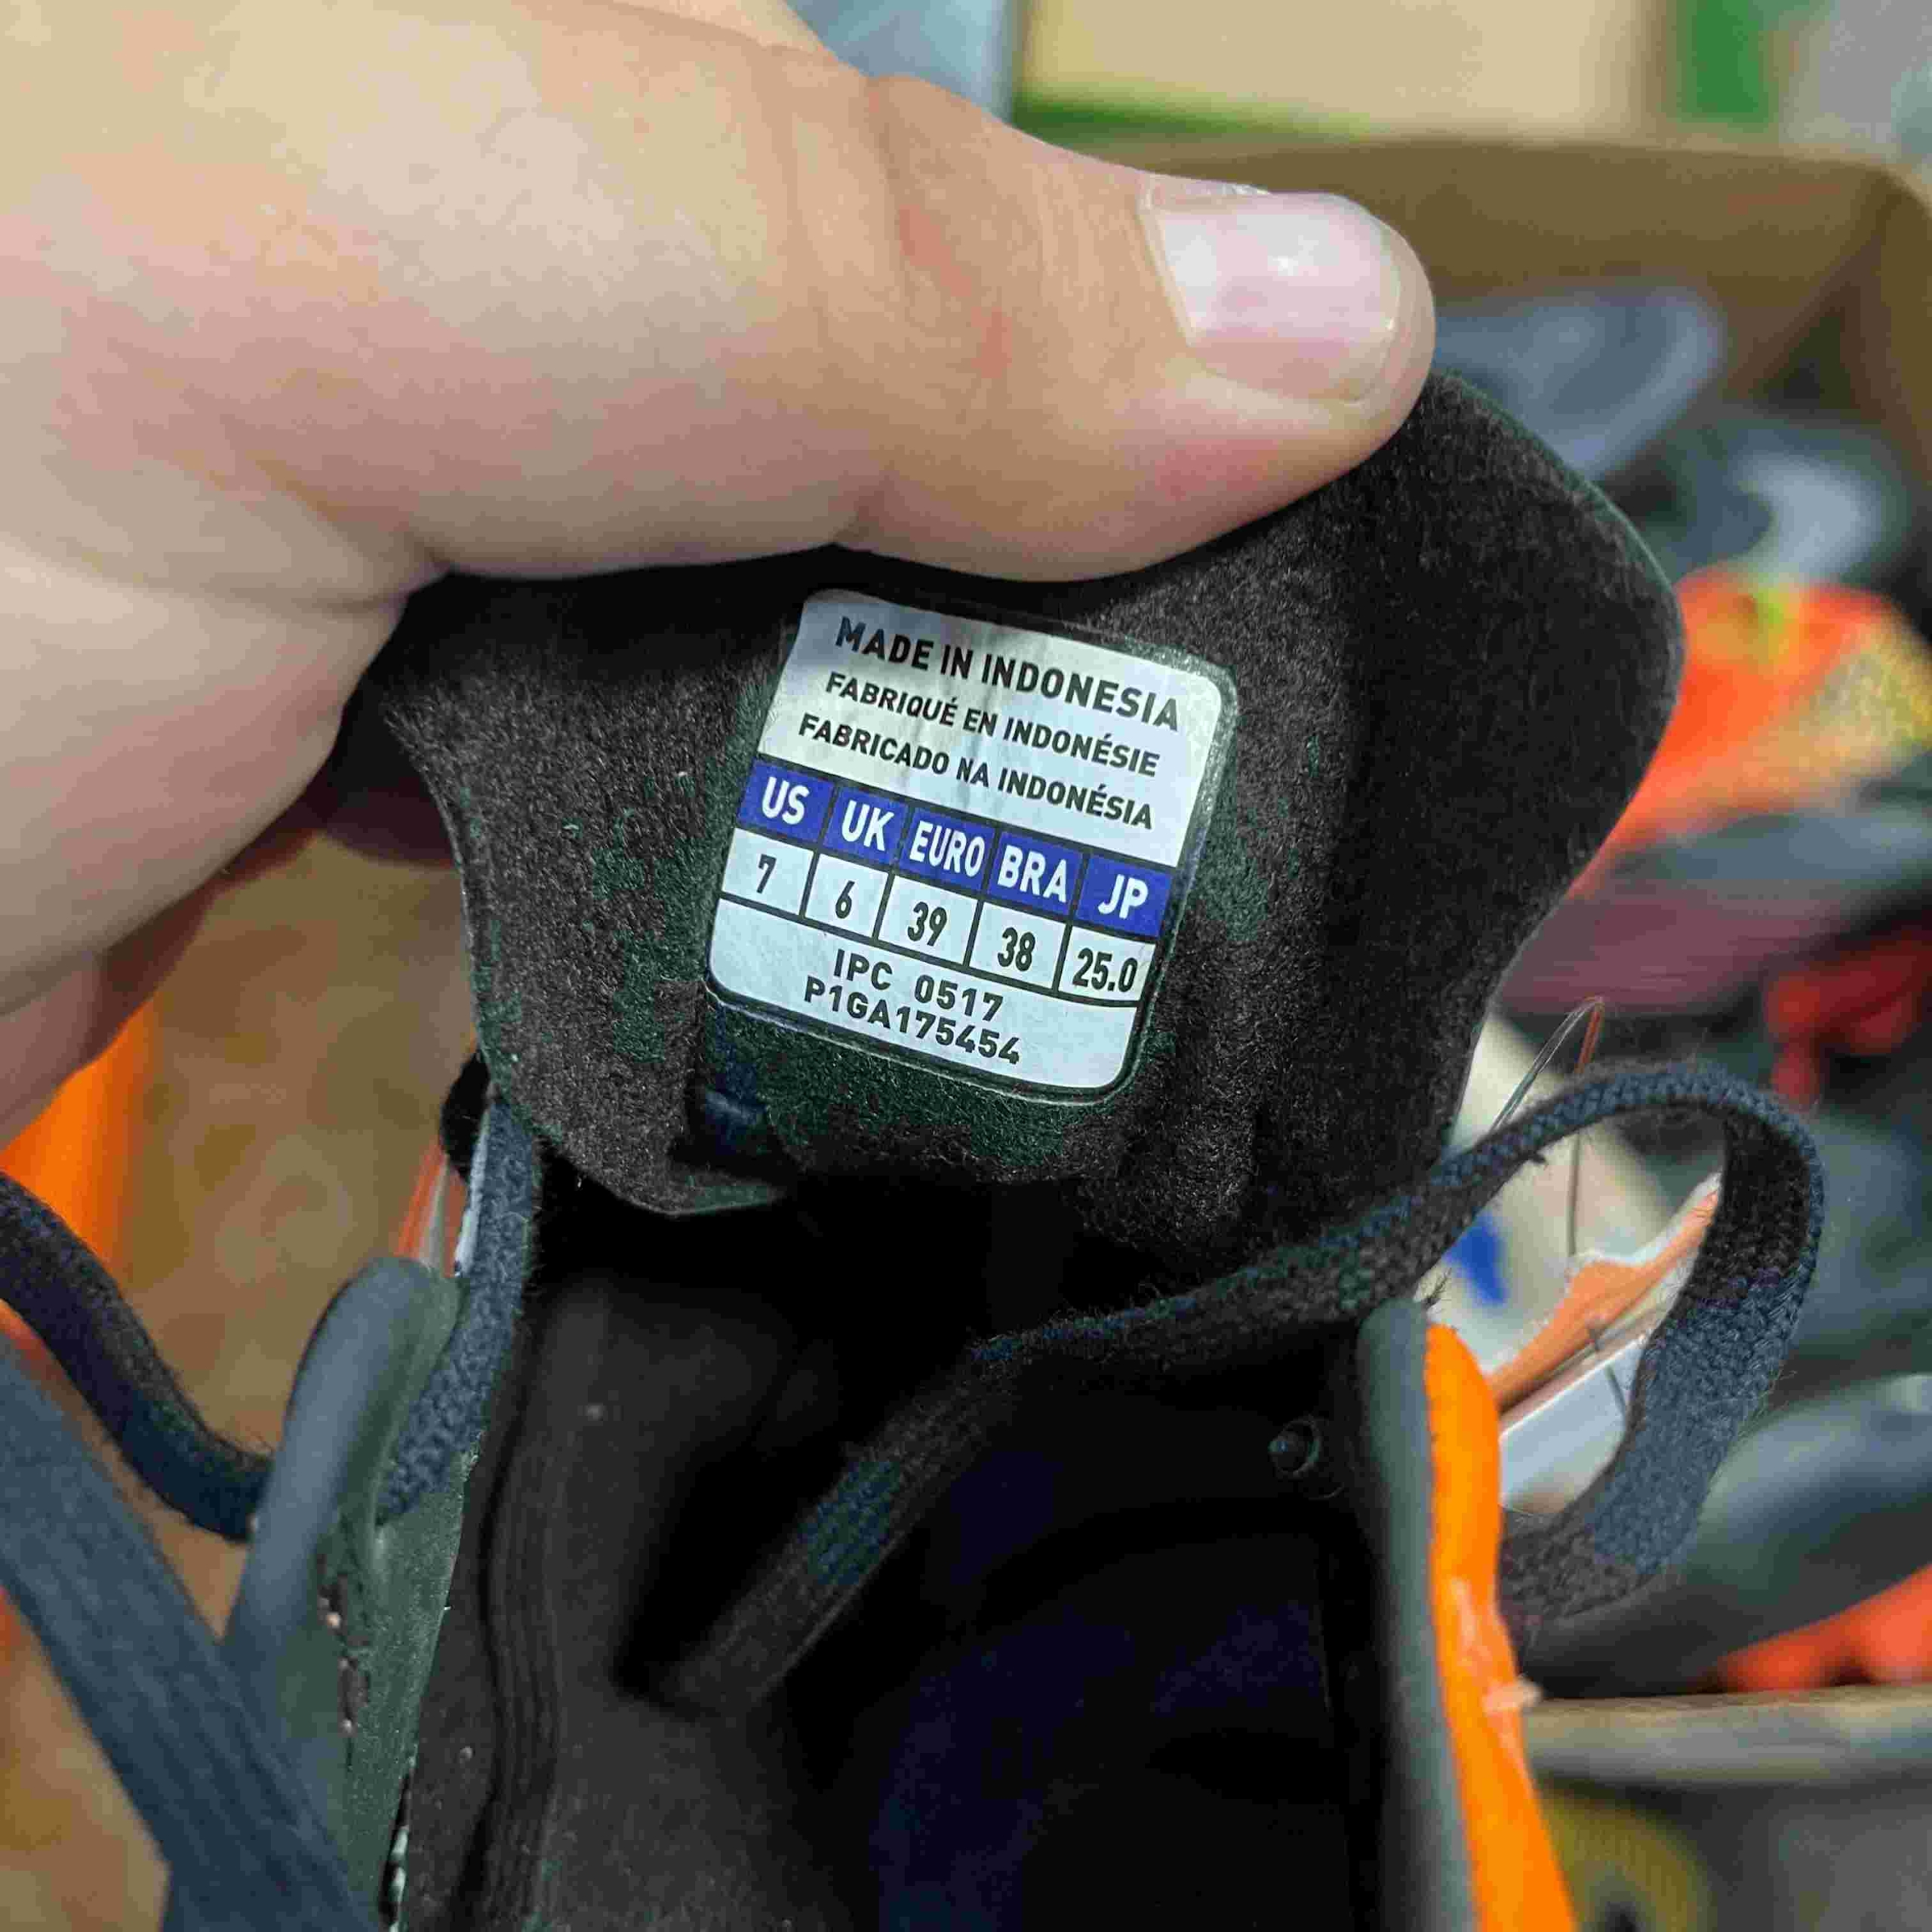 MADE IN INDONESIA
FABRIQUÉ EN INDONÉSIE
FABRICADO NA INDONÉSIA
US UK EURO BRA JP
7 6 39 38 25.0
IPC 0517
P1GA175454